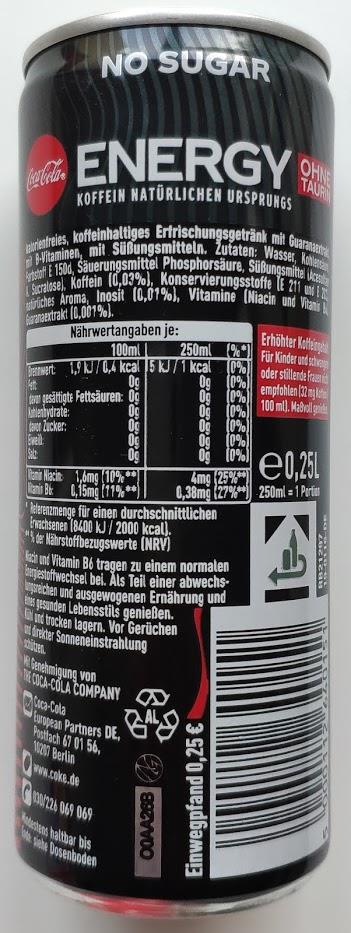 NO SUGAR
Coca-Cola
ENERGY
OHNE
TAURIN
KOFFEIN NATÜRLICHEN URSPRUNGS
kalorienfreies, koffeinhaltiges Erfrischungsgetränk mit Guaranaextrakt,
mit B-Vitaminen, mit Süßungsmitteln. Zutaten: Wasser, Kohlensäure,
Farbstoff E 150d, Säuerungsmittel Phosphorsäure, Süßungsmittel (Acesulfam
K, Sucralose), Koffein (0,03%), Konservierungsstoffe (E 211 und E 202),
natürliches Aroma, Inosit (0,01%), Vitamine (Niacin und Vitamin B6),
Guaranaextrakt (0,001%).
Nährwertangaben je:
100ml 250ml (%*)
Brennwert: 1,9 kJ / 0,4 kcal 5 kJ / 1 kcal (0%)
Fett: 0g 0g (0%)
davon gesättigte Fettsäuren: 0g 0g (0%)
Kohlenhydrate: 0g 0g (0%)
davon Zucker: 0g 0g (0%)
Eiweiß: 0g 0g (0%)
Salz: 0g 0g (0%)
Vitamin Niacin: 1,6mg (10%**) 4mg (25%**)
Vitamin B6: 0,15mg (11%**) 0,38mg (27%**)
* Referenzmenge für einen durchschnittlichen
Erwachsenen (8400 kJ / 2000 kcal).
** % der Nährstoffbezugswerte (NRV)
Niacin und Vitamin B6 tragen zu einem normalen
Energiestoffwechsel bei. Als Teil einer abwechs-
lungsreichen und ausgewogenen Ernährung und
eines gesunden Lebensstils genießen.
Kühl und trocken lagern. Vor Gerüchen
und direkter Sonneneinstrahlung
schützen.
Mit Genehmigung von
THE COCA-COLA COMPANY
Coca-Cola
European Partners DE,
Postfach 67 01 56,
10207 Berlin
www.coke.de
030/226 069 069
Mindestens haltbar bis
Ende: siehe Dosenboden
Erhöhter Koffeingehalt.
Für Kinder und schwangere
oder stillende Frauen nicht
empfohlen (32 mg Koffein/
100 ml). Maßvoll genießen.
e0,25L
250ml = 1 Portion
AL
Einwegpfand 0,25 €